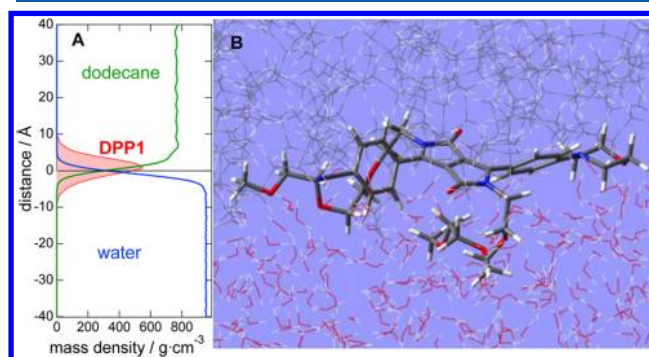 40
30
20
10
0
-10
-20
-30
-40
distance / Å
A
dodecane
DPP1
water
0 200 400 600 800
mass density / g·cm⁻³
B